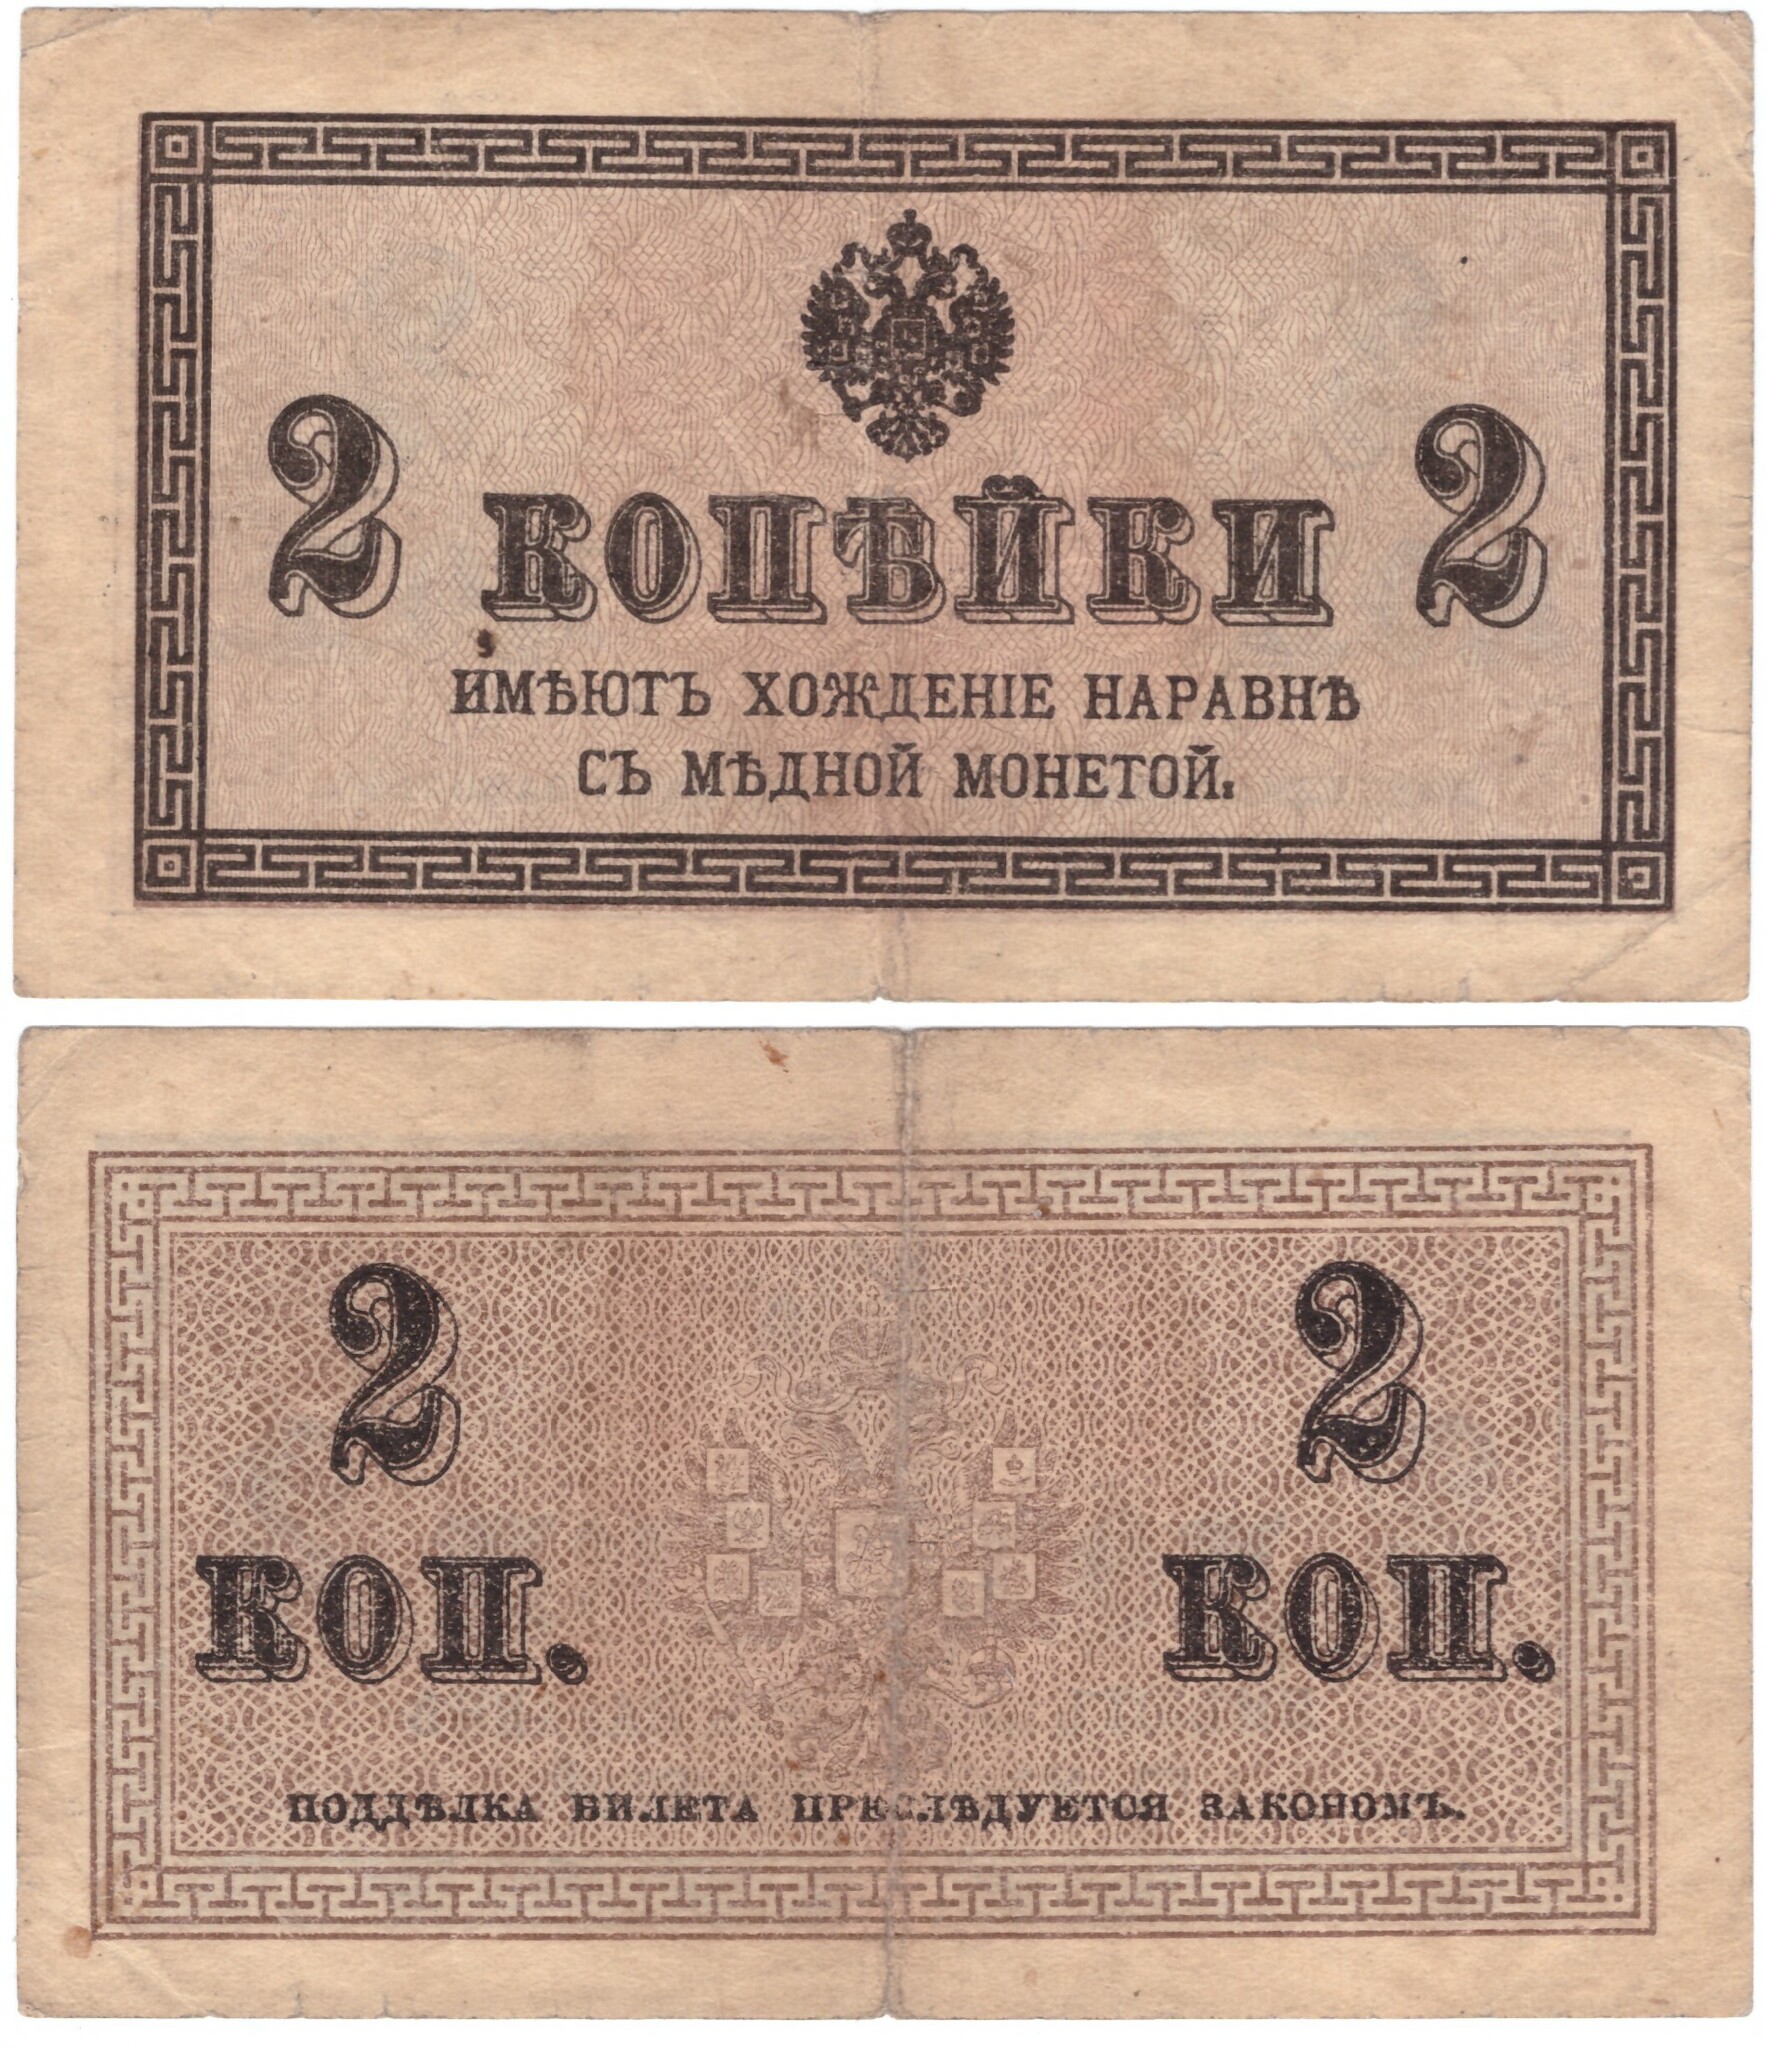 2 КОПѢЙКИ 2
ИМѢЮТЪ ХОЖДЕНІЕ НАРАВНѢ
СЪ МѢДНОЙ МОНЕТОЙ.
2 2
КОП. КОП.
ПОДДѢЛКА БИЛЕТА ПРЕСЛѢДУЕТСЯ ЗАКОНОМЪ.